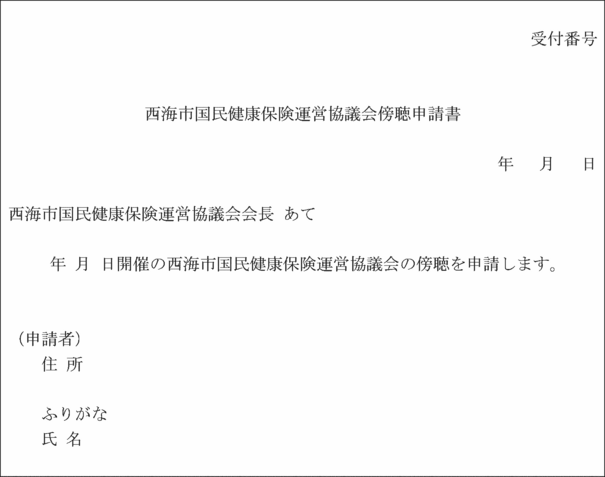 受付番号
西海市国民健康保険運営協議会傍聴申請書
年　月　日
西海市国民健康保険運営協議会会長 あて
年 月 日開催の西海市国民健康保険運営協議会の傍聴を申請します。
（申請者）
住 所
ふりがな
氏 名